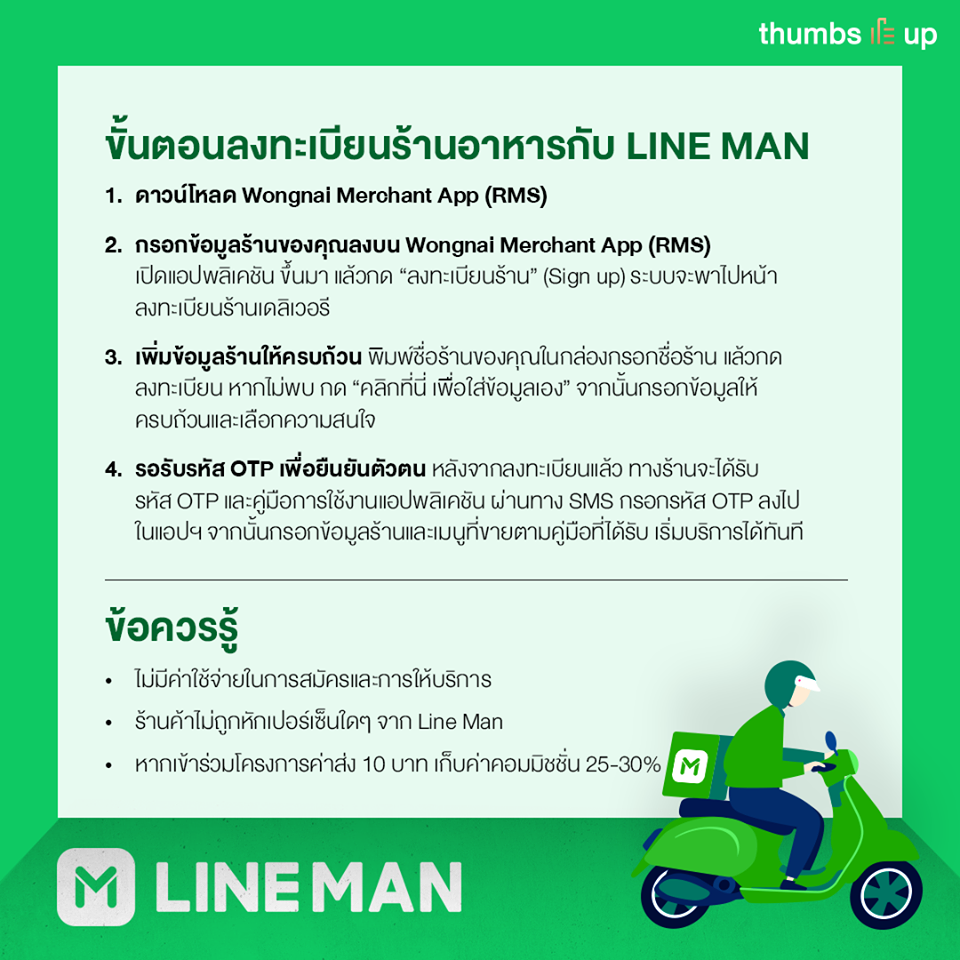 thumbs up
ขั้นตอนลงทะเบียนร้านอาหารกับ LINE MAN
1. ดาวน์โหลด Wongnai Merchant App (RMS)
2. กรอกข้อมูลร้านของคุณลงบน Wongnai Merchant App (RMS)
เปิดแอปพลิเคชัน ขึ้นมา แล้วกด “ลงทะเบียนร้าน” (Sign up) ระบบจะพาไปหน้า
ลงทะเบียนร้านเดลิเวอรี
3. เพิ่มข้อมูลร้านให้ครบถ้วน พิมพ์ชื่อร้านของคุณในกล่องกรอกชื่อร้าน แล้วกด
ลงทะเบียน หากไม่พบ กด “คลิกที่นี่ เพื่อใส่ข้อมูลเอง” จากนั้นกรอกข้อมูลให้
ครบถ้วนและเลือกความสนใจ
4. รอรับรหัส OTP เพื่อยืนยันตัวตน หลังจากลงทะเบียนแล้ว ทางร้านจะได้รับ
รหัส OTP และคู่มือการใช้งานแอปพลิเคชัน ผ่านทาง SMS กรอกรหัส OTP ลงไป
ในแอปฯ จากนั้นกรอกข้อมูลร้านและเมนูที่ขายตามคู่มือที่ได้รับ เริ่มบริการได้ทันที
ข้อควรรู้
• ไม่มีค่าใช้จ่ายในการสมัครและการให้บริการ
• ร้านค้าไม่ถูกหักเปอร์เซ็นใดๆ จาก Line Man
• หากเข้าร่วมโครงการค่าส่ง 10 บาท เก็บค่าคอมมิชชั่น 25-30%
LINE MAN